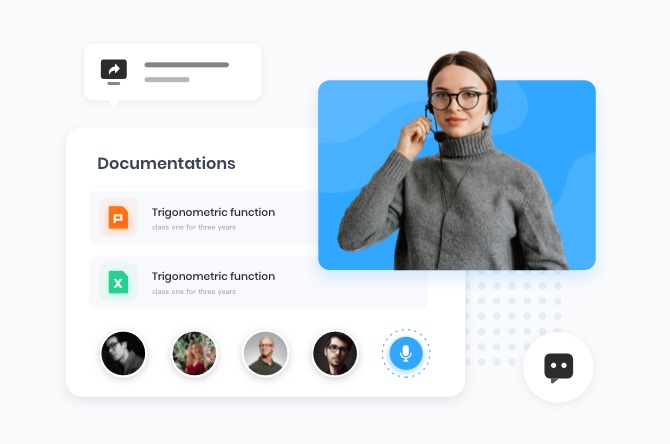 Documentations
Trigonometric function
class one for three years
Trigonometric function
class one for three years